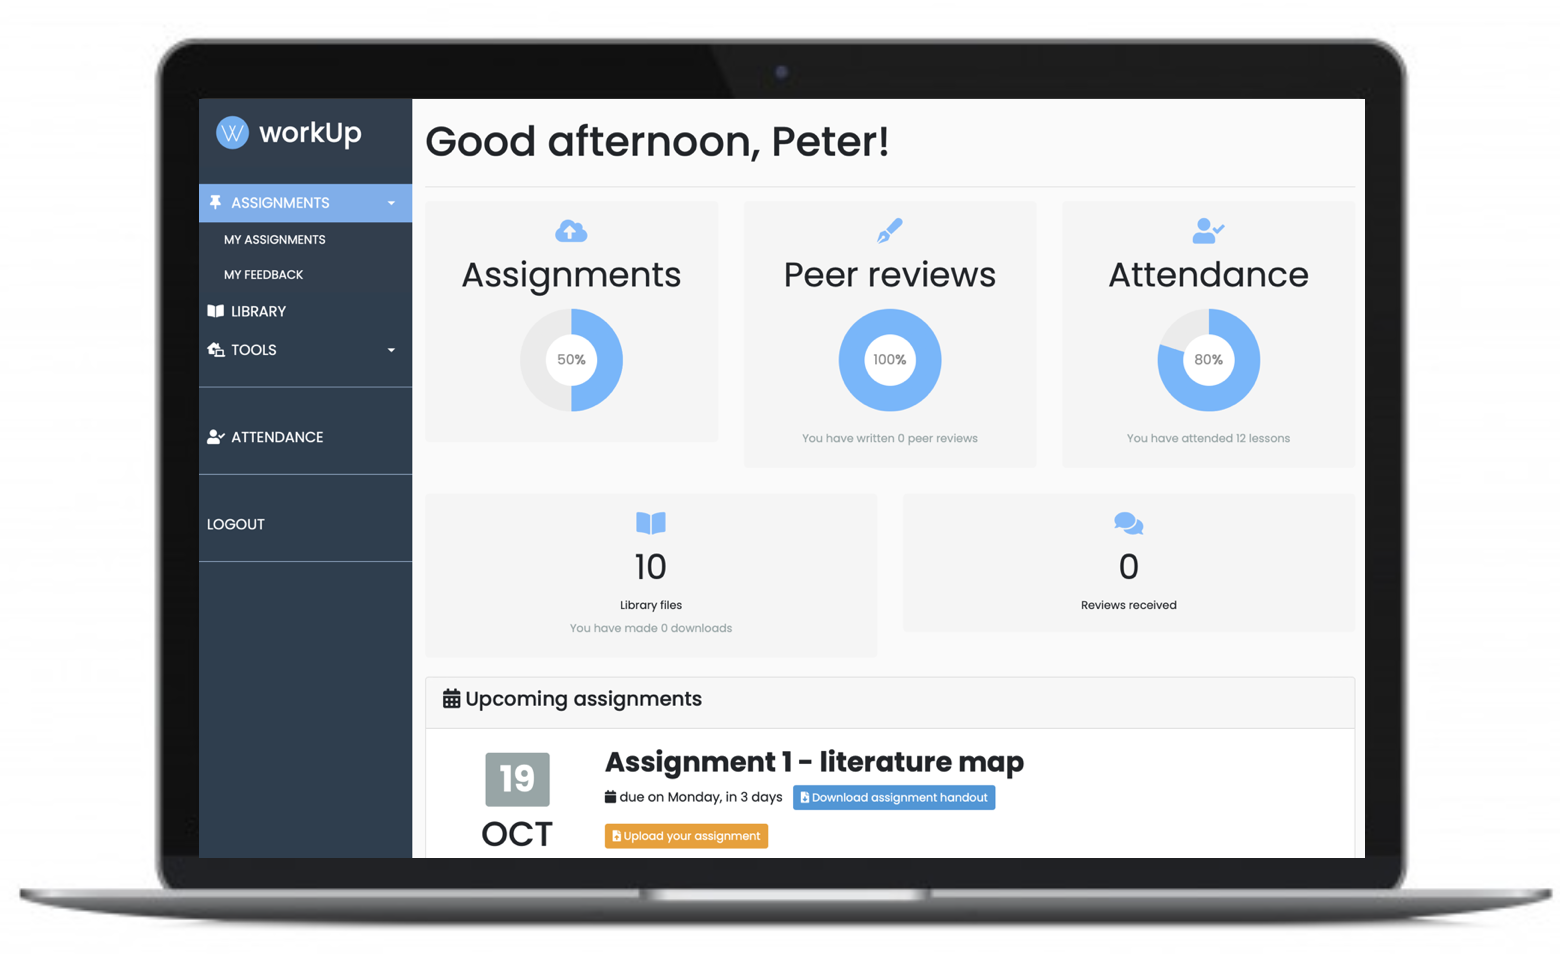 W workUp
Good afternoon, Peter!
ASSIGNMENTS
MY ASSIGNMENTS
MY FEEDBACK
LIBRARY
TOOLS
ATTENDANCE
LOGOUT
Assignments
50%
Peer reviews
100%
You have written 0 peer reviews
Attendance
80%
You have attended 12 lessons
10
Library files
You have made 0 downloads
0
Reviews received
Upcoming assignments
19
OCT
Assignment 1 - literature map
due on Monday, in 3 days Download assignment handout
Upload your assignment